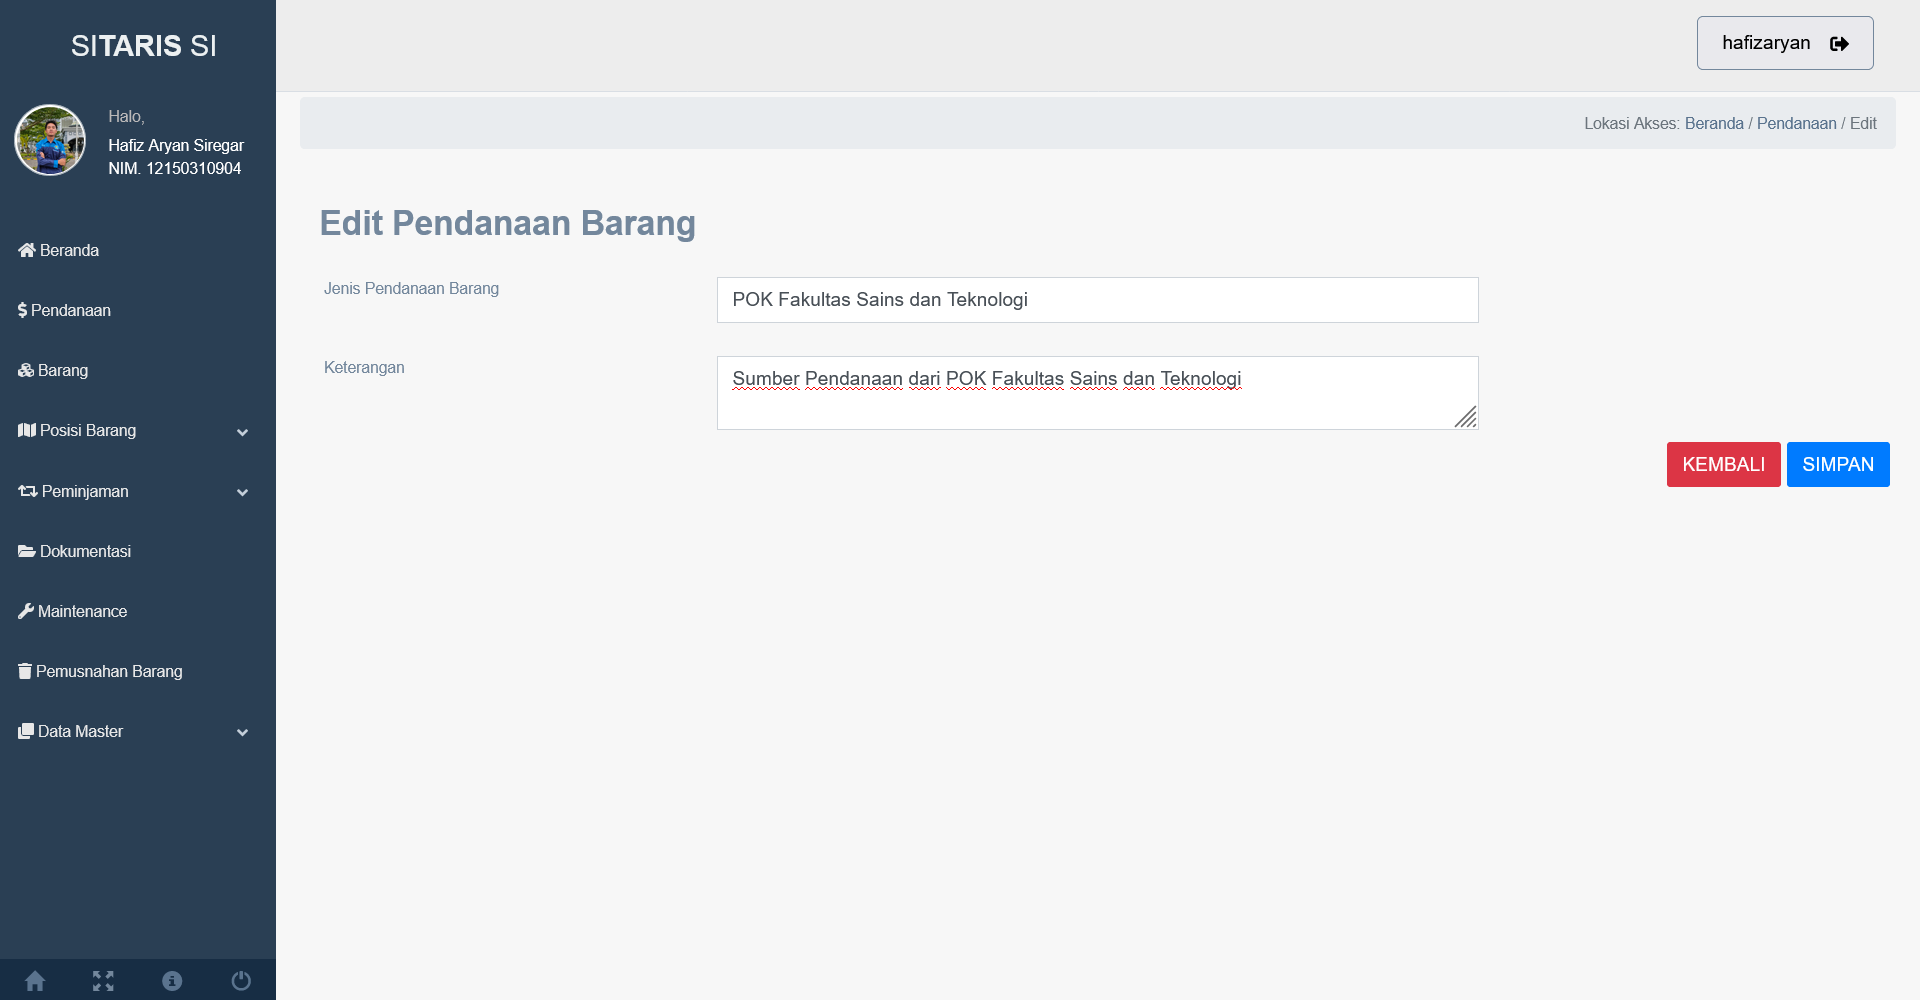 SITARIS SI
Halo,
Hafiz Aryan Siregar
NIM. 12150310904
Beranda
Pendanaan
Barang
Posisi Barang
Peminjaman
Dokumentasi
Maintenance
Pemusnahan Barang
Data Master
hafizaryan
Lokasi Akses: Beranda / Pendanaan / Edit
Edit Pendanaan Barang
Jenis Pendanaan Barang
POK Fakultas Sains dan Teknologi
Keterangan
Sumber Pendanaan dari POK Fakultas Sains dan Teknologi
KEMBALI SIMPAN